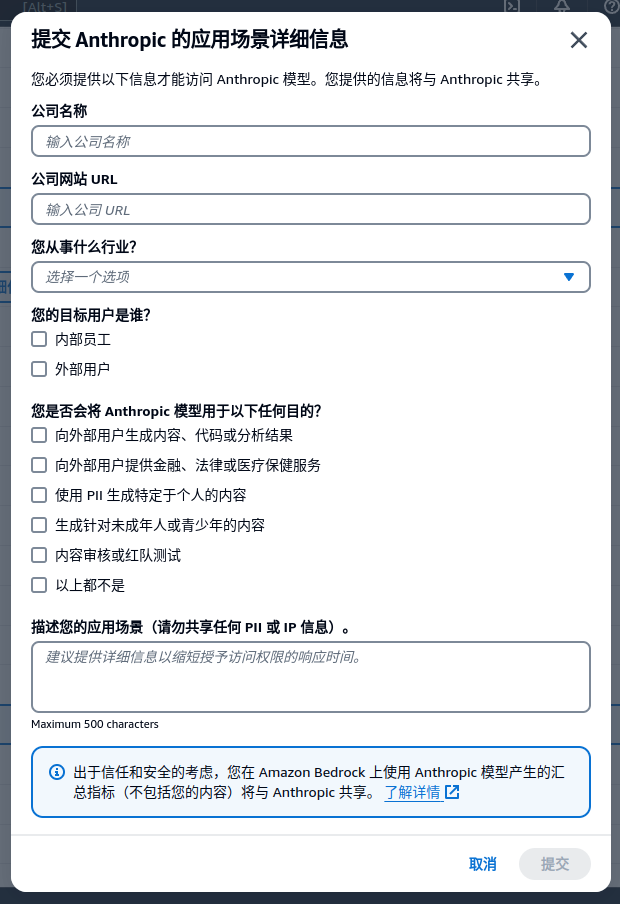 [Alt+S]
提交 Anthropic 的应用场景详细信息
您必须提供以下信息才能访问 Anthropic 模型。您提供的信息将与 Anthropic 共享。
公司名称
输入公司名称
公司网站 URL
输入公司 URL
您从事什么行业?
选择一个选项
您的目标用户是谁?
内部员工
外部用户
您是否会将 Anthropic 模型用于以下任何目的?
向外部用户生成内容、代码或分析结果
向外部用户提供金融、法律或医疗保健服务
使用 PII 生成特定于个人的内容
生成针对未成年人或青少年的内容
内容审核或红队测试
以上都不是
描述您的应用场景（请勿共享任何 PII 或 IP 信息）。
建议提供详细信息以缩短授予访问权限的响应时间。
Maximum 500 characters
出于信任和安全的考虑，您在 Amazon Bedrock 上使用 Anthropic 模型产生的汇
总指标（不包括您的内容）将与 Anthropic 共享。 了解详情
取消
提交